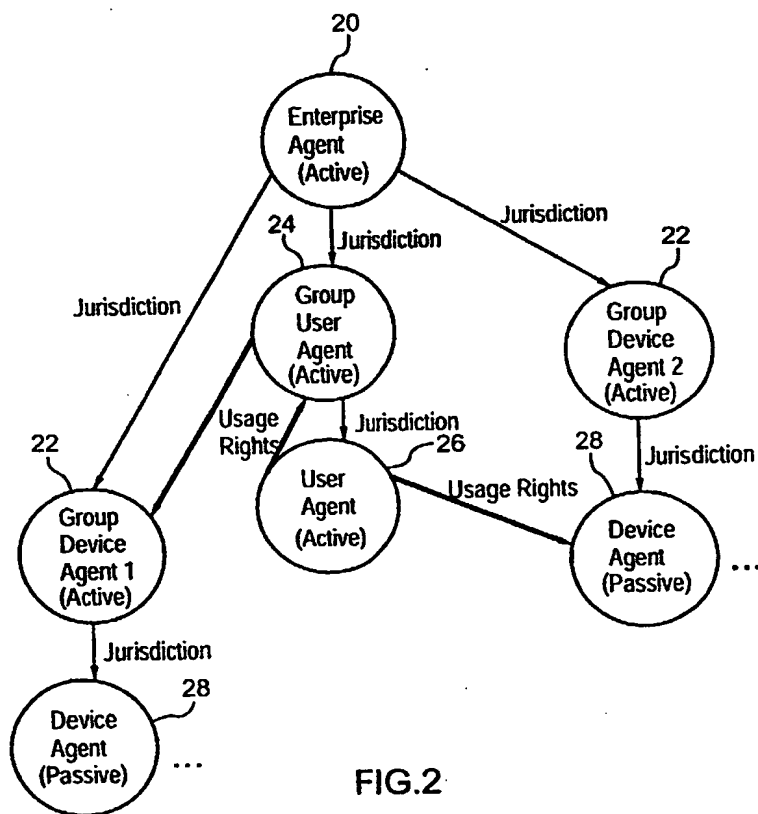 20
Enterprise
Agent
(Active)
Jurisdiction
24
Jurisdiction
Jurisdiction
22
Group
User
Agent
(Active)
Group
Device
Agent 2
(Active)
Usage
Rights
Jurisdiction
26
22
Group
Device
Agent 1
(Active)
User
Agent
(Active)
Usage Rights
28
Jurisdiction
Device
Agent
(Passive)
...
Jurisdiction
28
Device
Agent
(Passive)
...
FIG.2